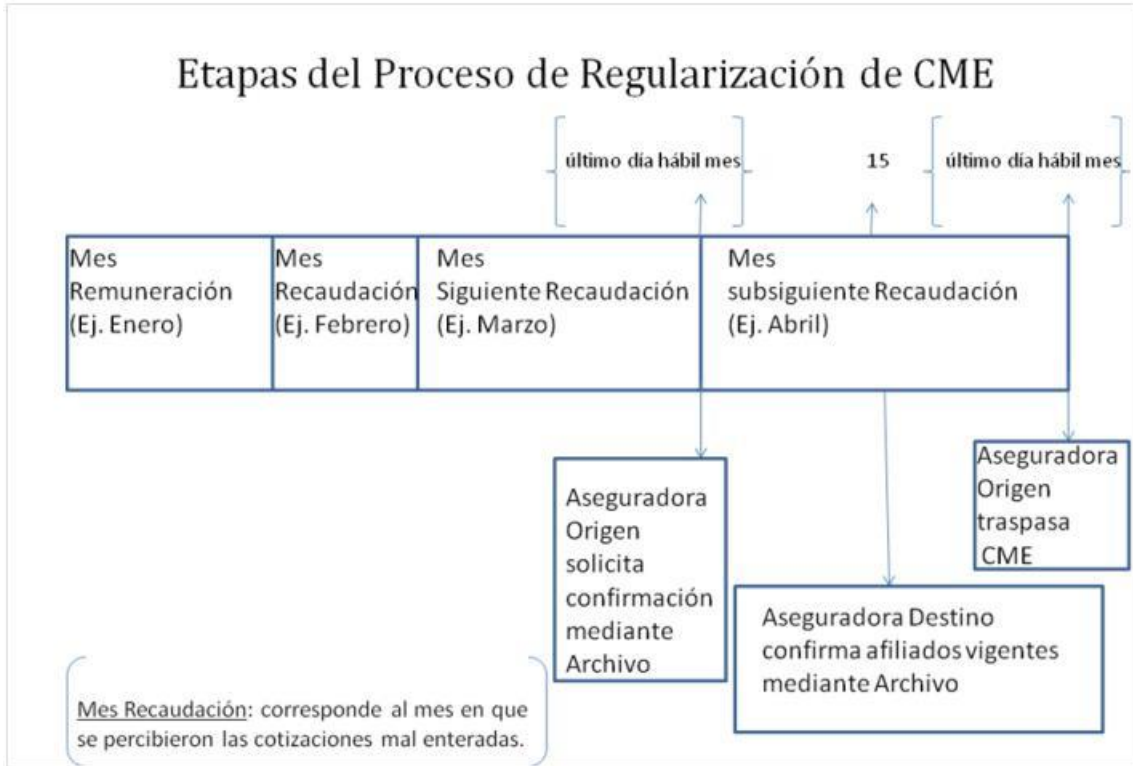 Etapas del Proceso de Regularización de CME
último día hábil mes
15
último día hábil mes
Mes
Remuneración
(Ej. Enero)
Mes
Recaudación
(Ej. Febrero)
Mes
Siguiente Recaudación
(Ej. Marzo)
Mes
subsiguiente Recaudación
(Ej. Abril)
Aseguradora
Origen
solicita
confirmación
mediante
Archivo
Aseguradora Destino
confirma afiliados vigentes
mediante Archivo
Aseguradora
Origen
traspasa
CME
Mes Recaudación: corresponde al mes en que
se percibieron las cotizaciones mal enteradas.